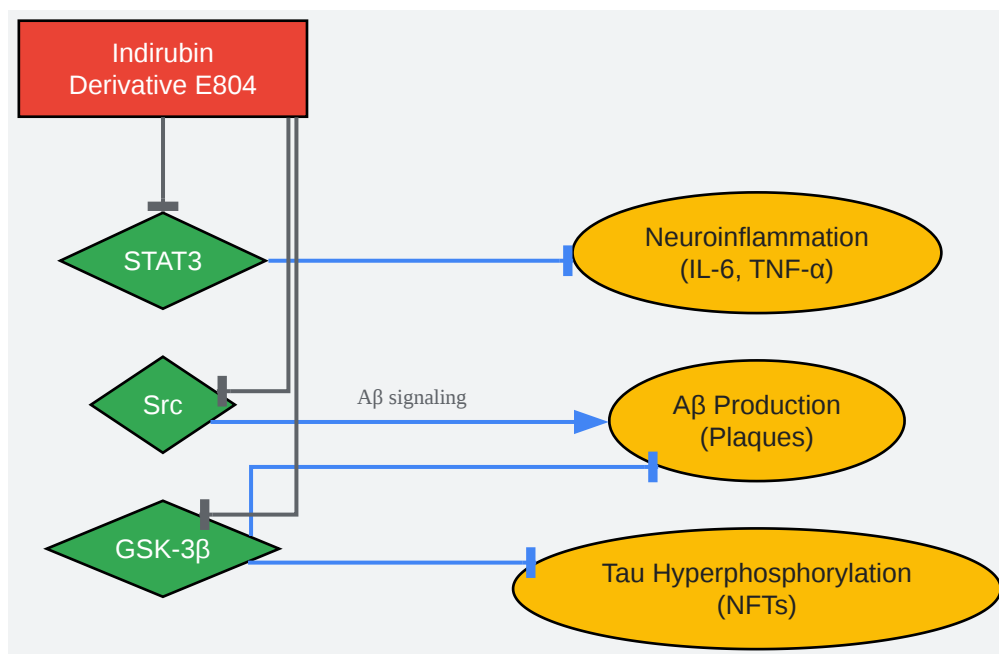 Indirubin
Derivative E804
STAT3
Neuroinflammation
(IL-6, TNF-α)
Src
Aβ signaling
Aβ Production
(Plaques)
GSK-3β
Tau Hyperphosphorylation
(NFTs)